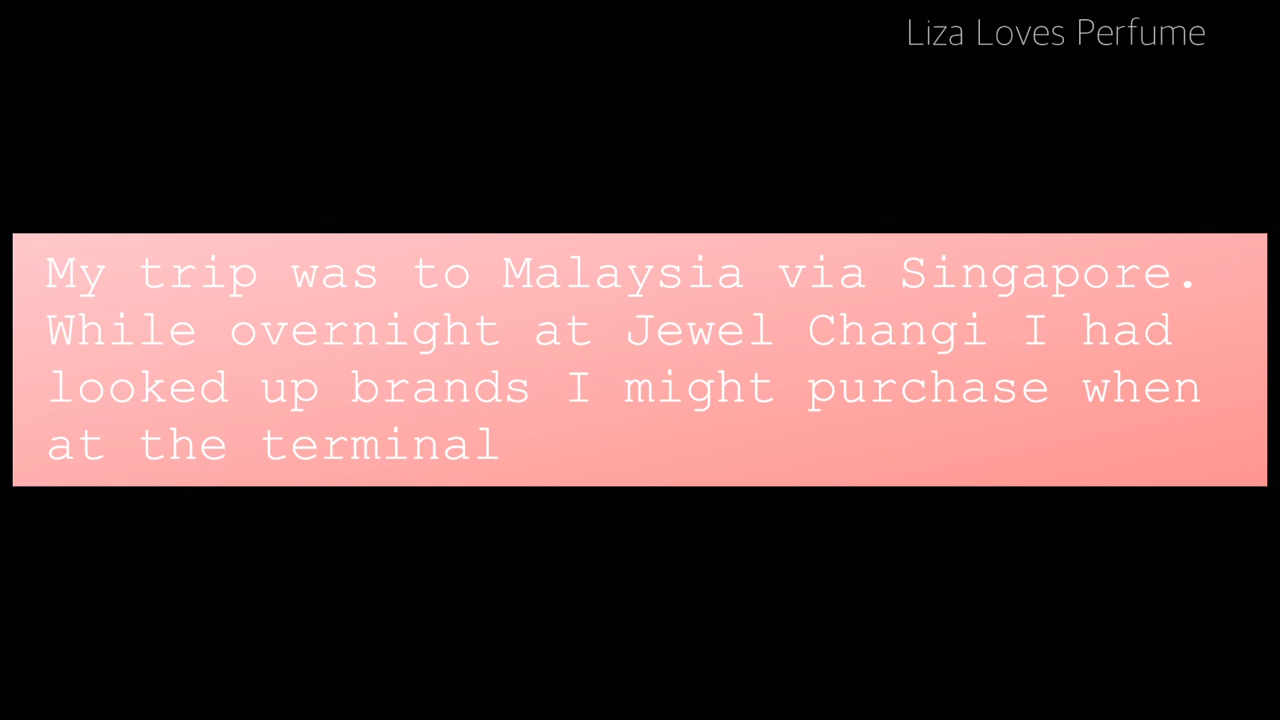 Liza Loves Perfume
My trip was to Malaysia via Singapore.
While overnight at Jewel Changi I had
looked up brands I might purchase when
at the terminal